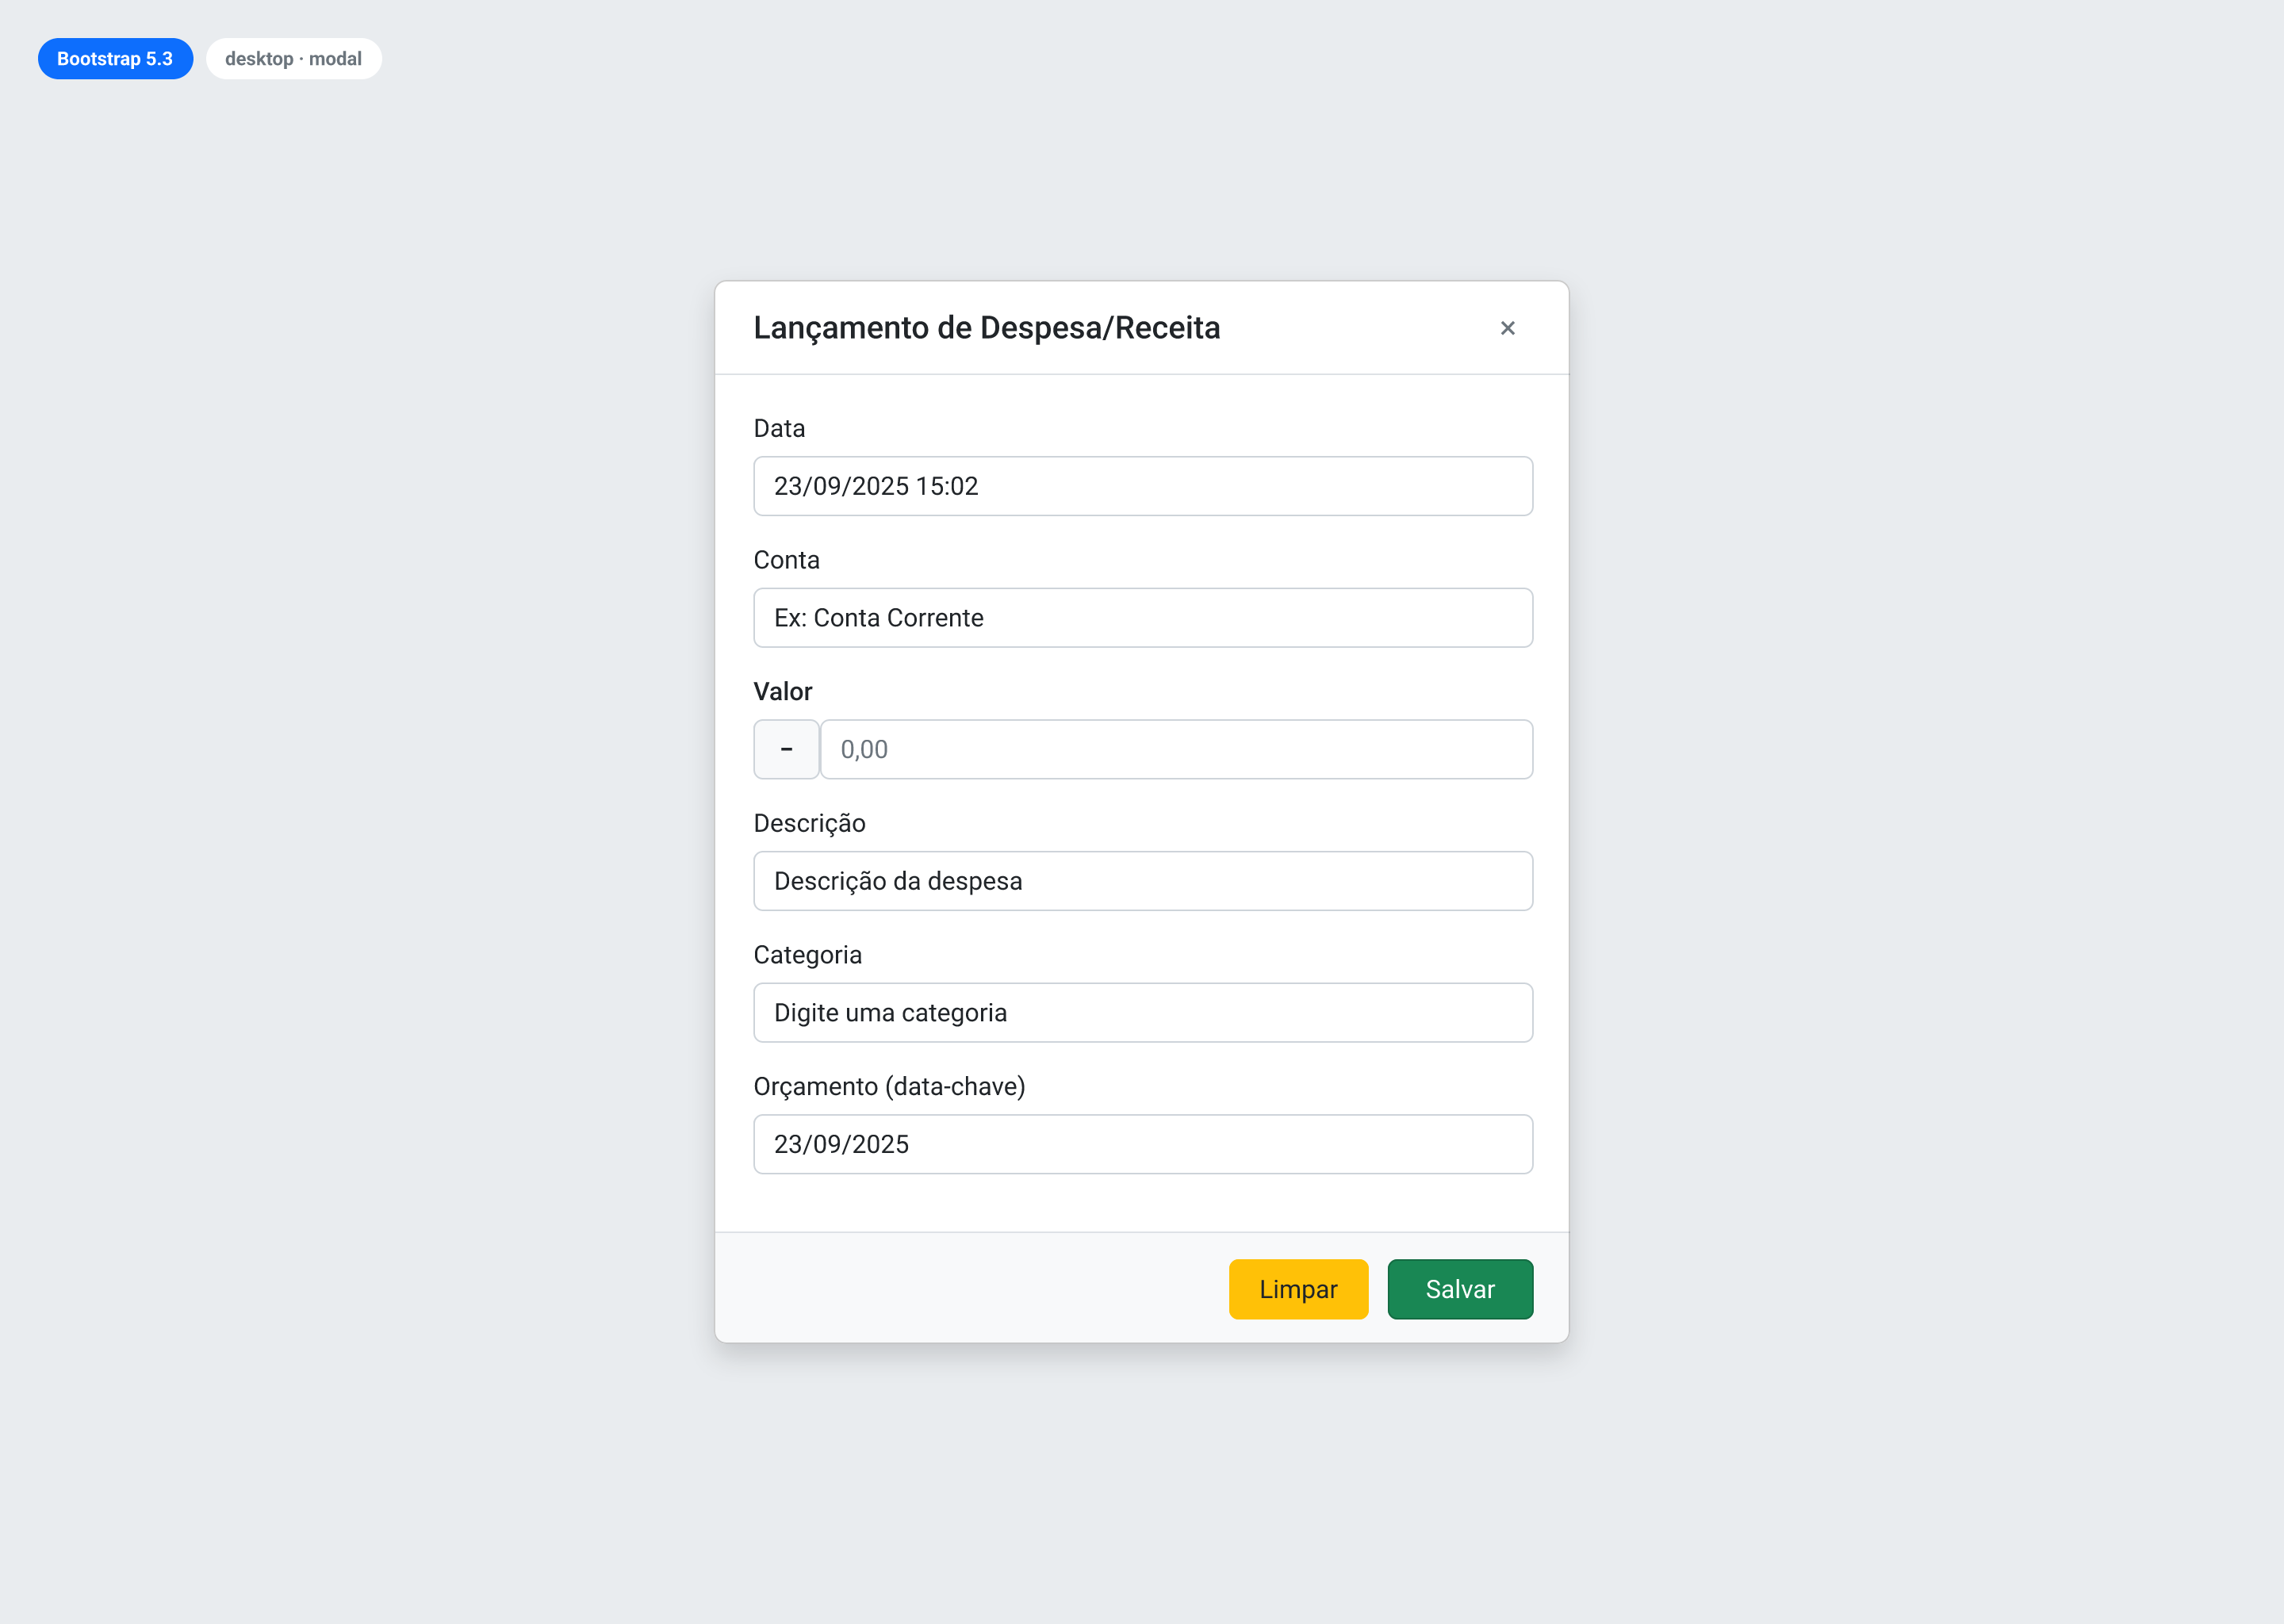 Bootstrap 5.3
desktop · modal
Lançamento de Despesa/Receita
×
Data
23/09/2025 15:02
Conta
Ex: Conta Corrente
Valor
− 0,00
Descrição
Descrição da despesa
Categoria
Digite uma categoria
Orçamento (data-chave)
23/09/2025
Limpar Salvar